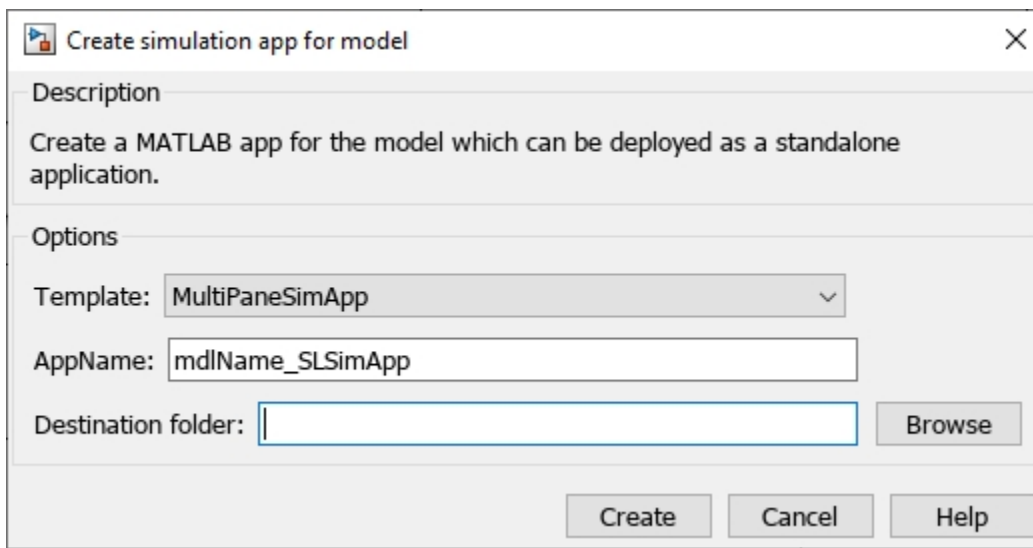 Create simulation app for model
Description
Create a MATLAB app for the model which can be deployed as a standalone
application.
Options
Template: MultiPaneSimApp
AppName: mdlName_SLSimApp
Destination folder: Browse
Create Cancel Help